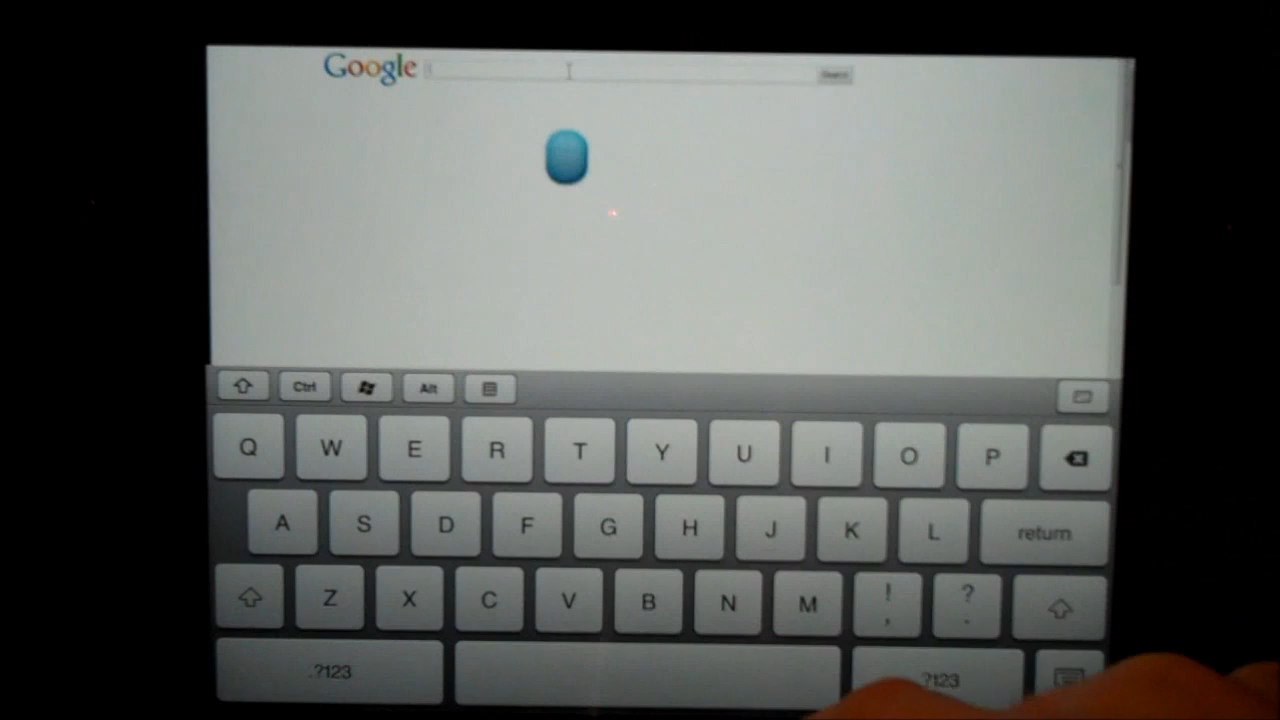 Google Search
Ctrl Alt
Q W E R T Y U I O P
A S D F G H J K L return
Z X C V B N M ! , ? .
.?123 .?123